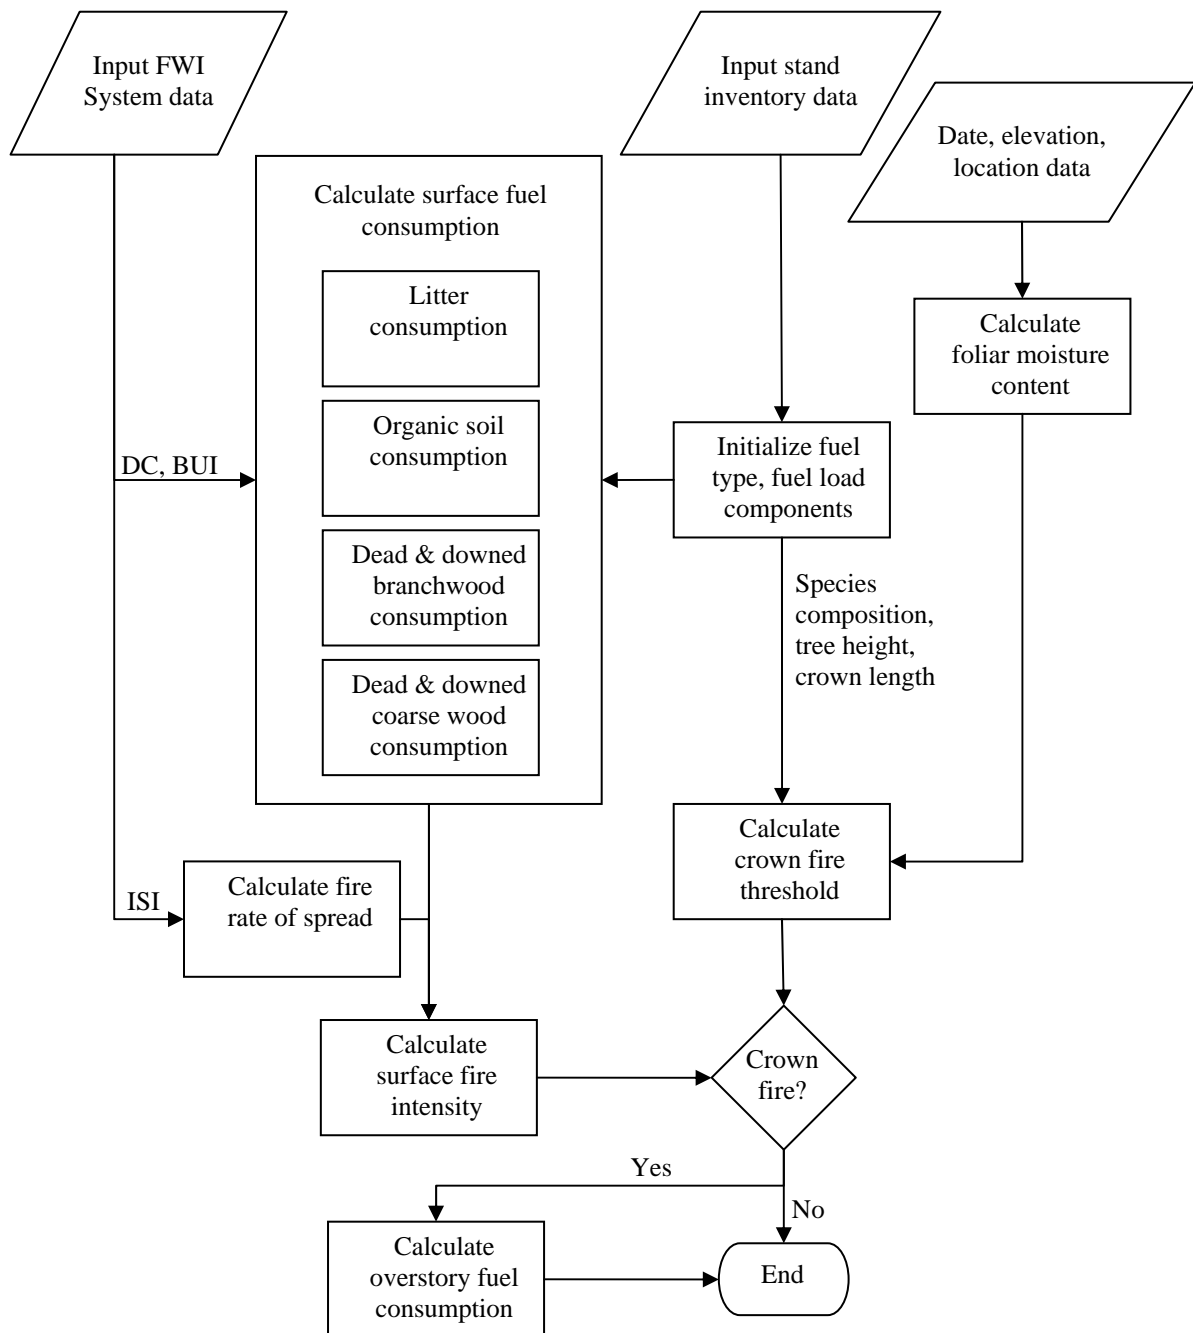 Input FWI
System data
Input stand
inventory data
Date, elevation,
location data
Calculate surface fuel
consumption
Litter
consumption
Organic soil
consumption
Dead & downed
branchwood
consumption
Dead & downed
coarse wood
consumption
DC, BUI
Initialize fuel
type, fuel load
components
Calculate
foliar moisture
content
Species
composition,
tree height,
crown length
Calculate
crown fire
threshold
ISI
Calculate fire
rate of spread
Calculate
surface fire
intensity
Crown
fire?
Yes
No
Calculate
overstory fuel
consumption
End